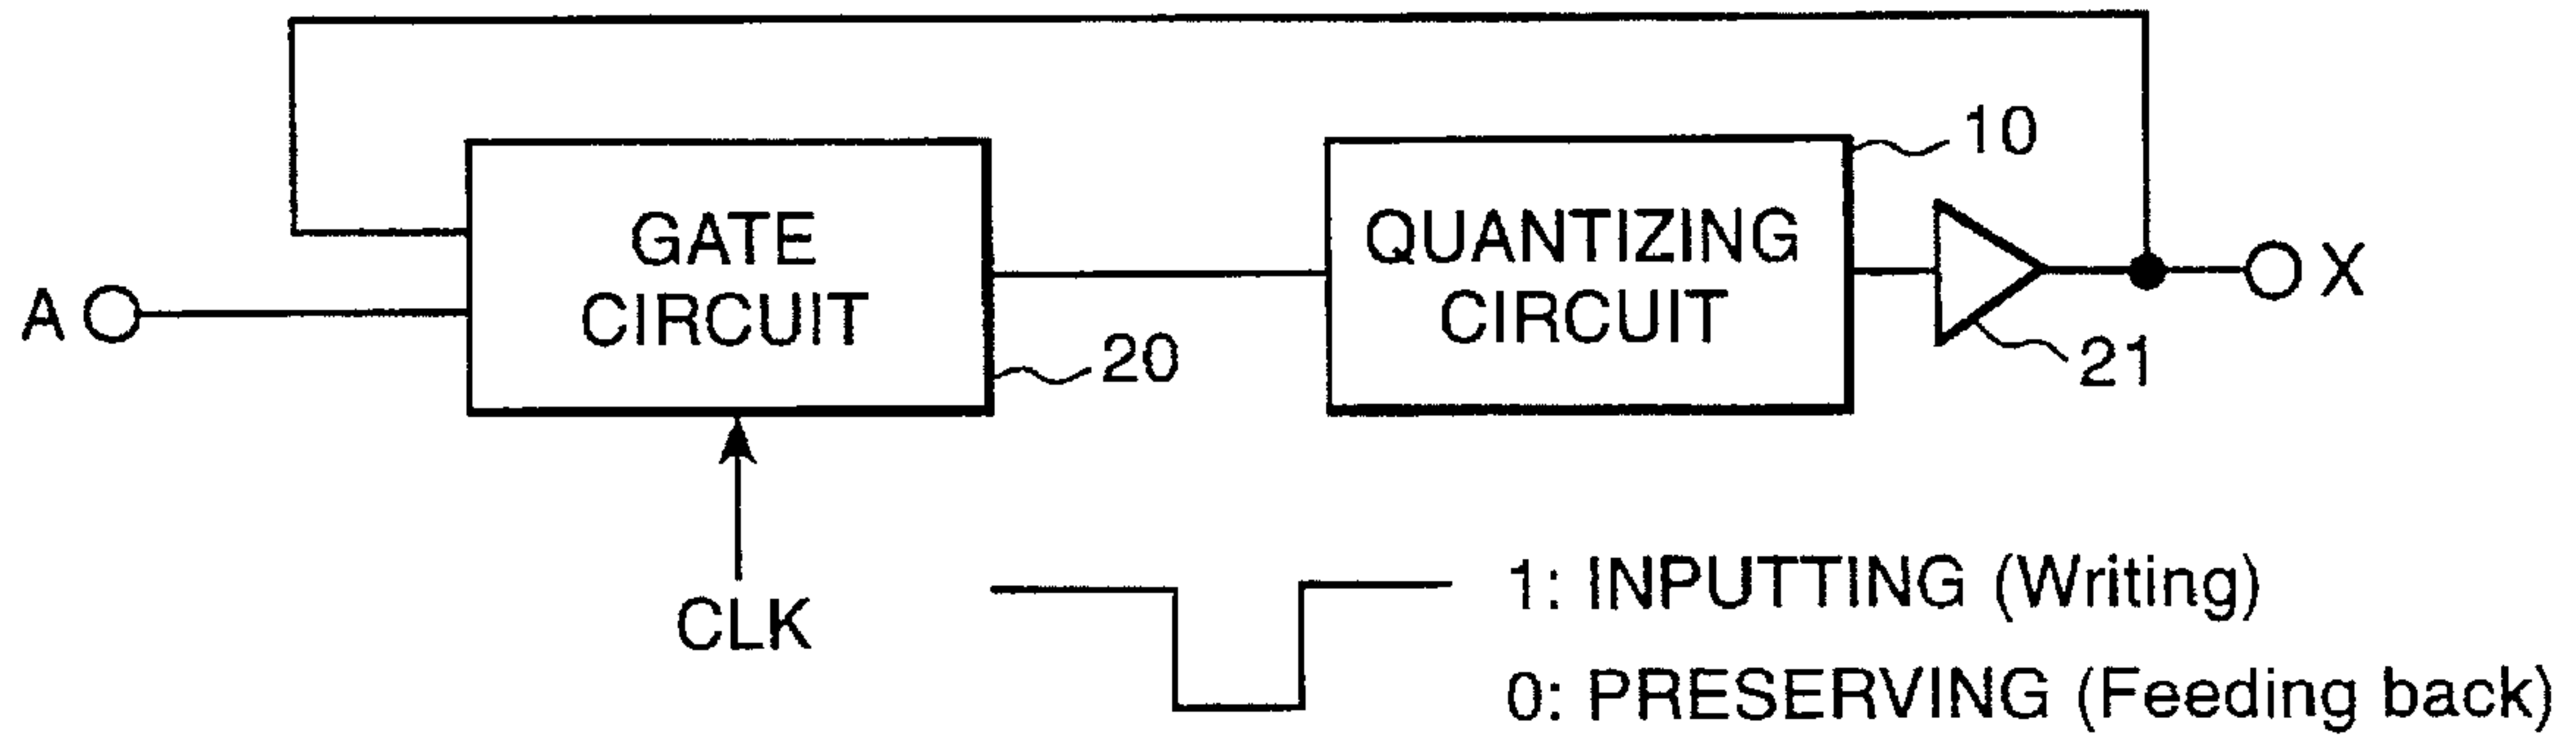 10
GATE
CIRCUIT
QUANTIZING
CIRCUIT
A
X
20
21
CLK
1: INPUTTING (Writing)
0: PRESERVING (Feeding back)